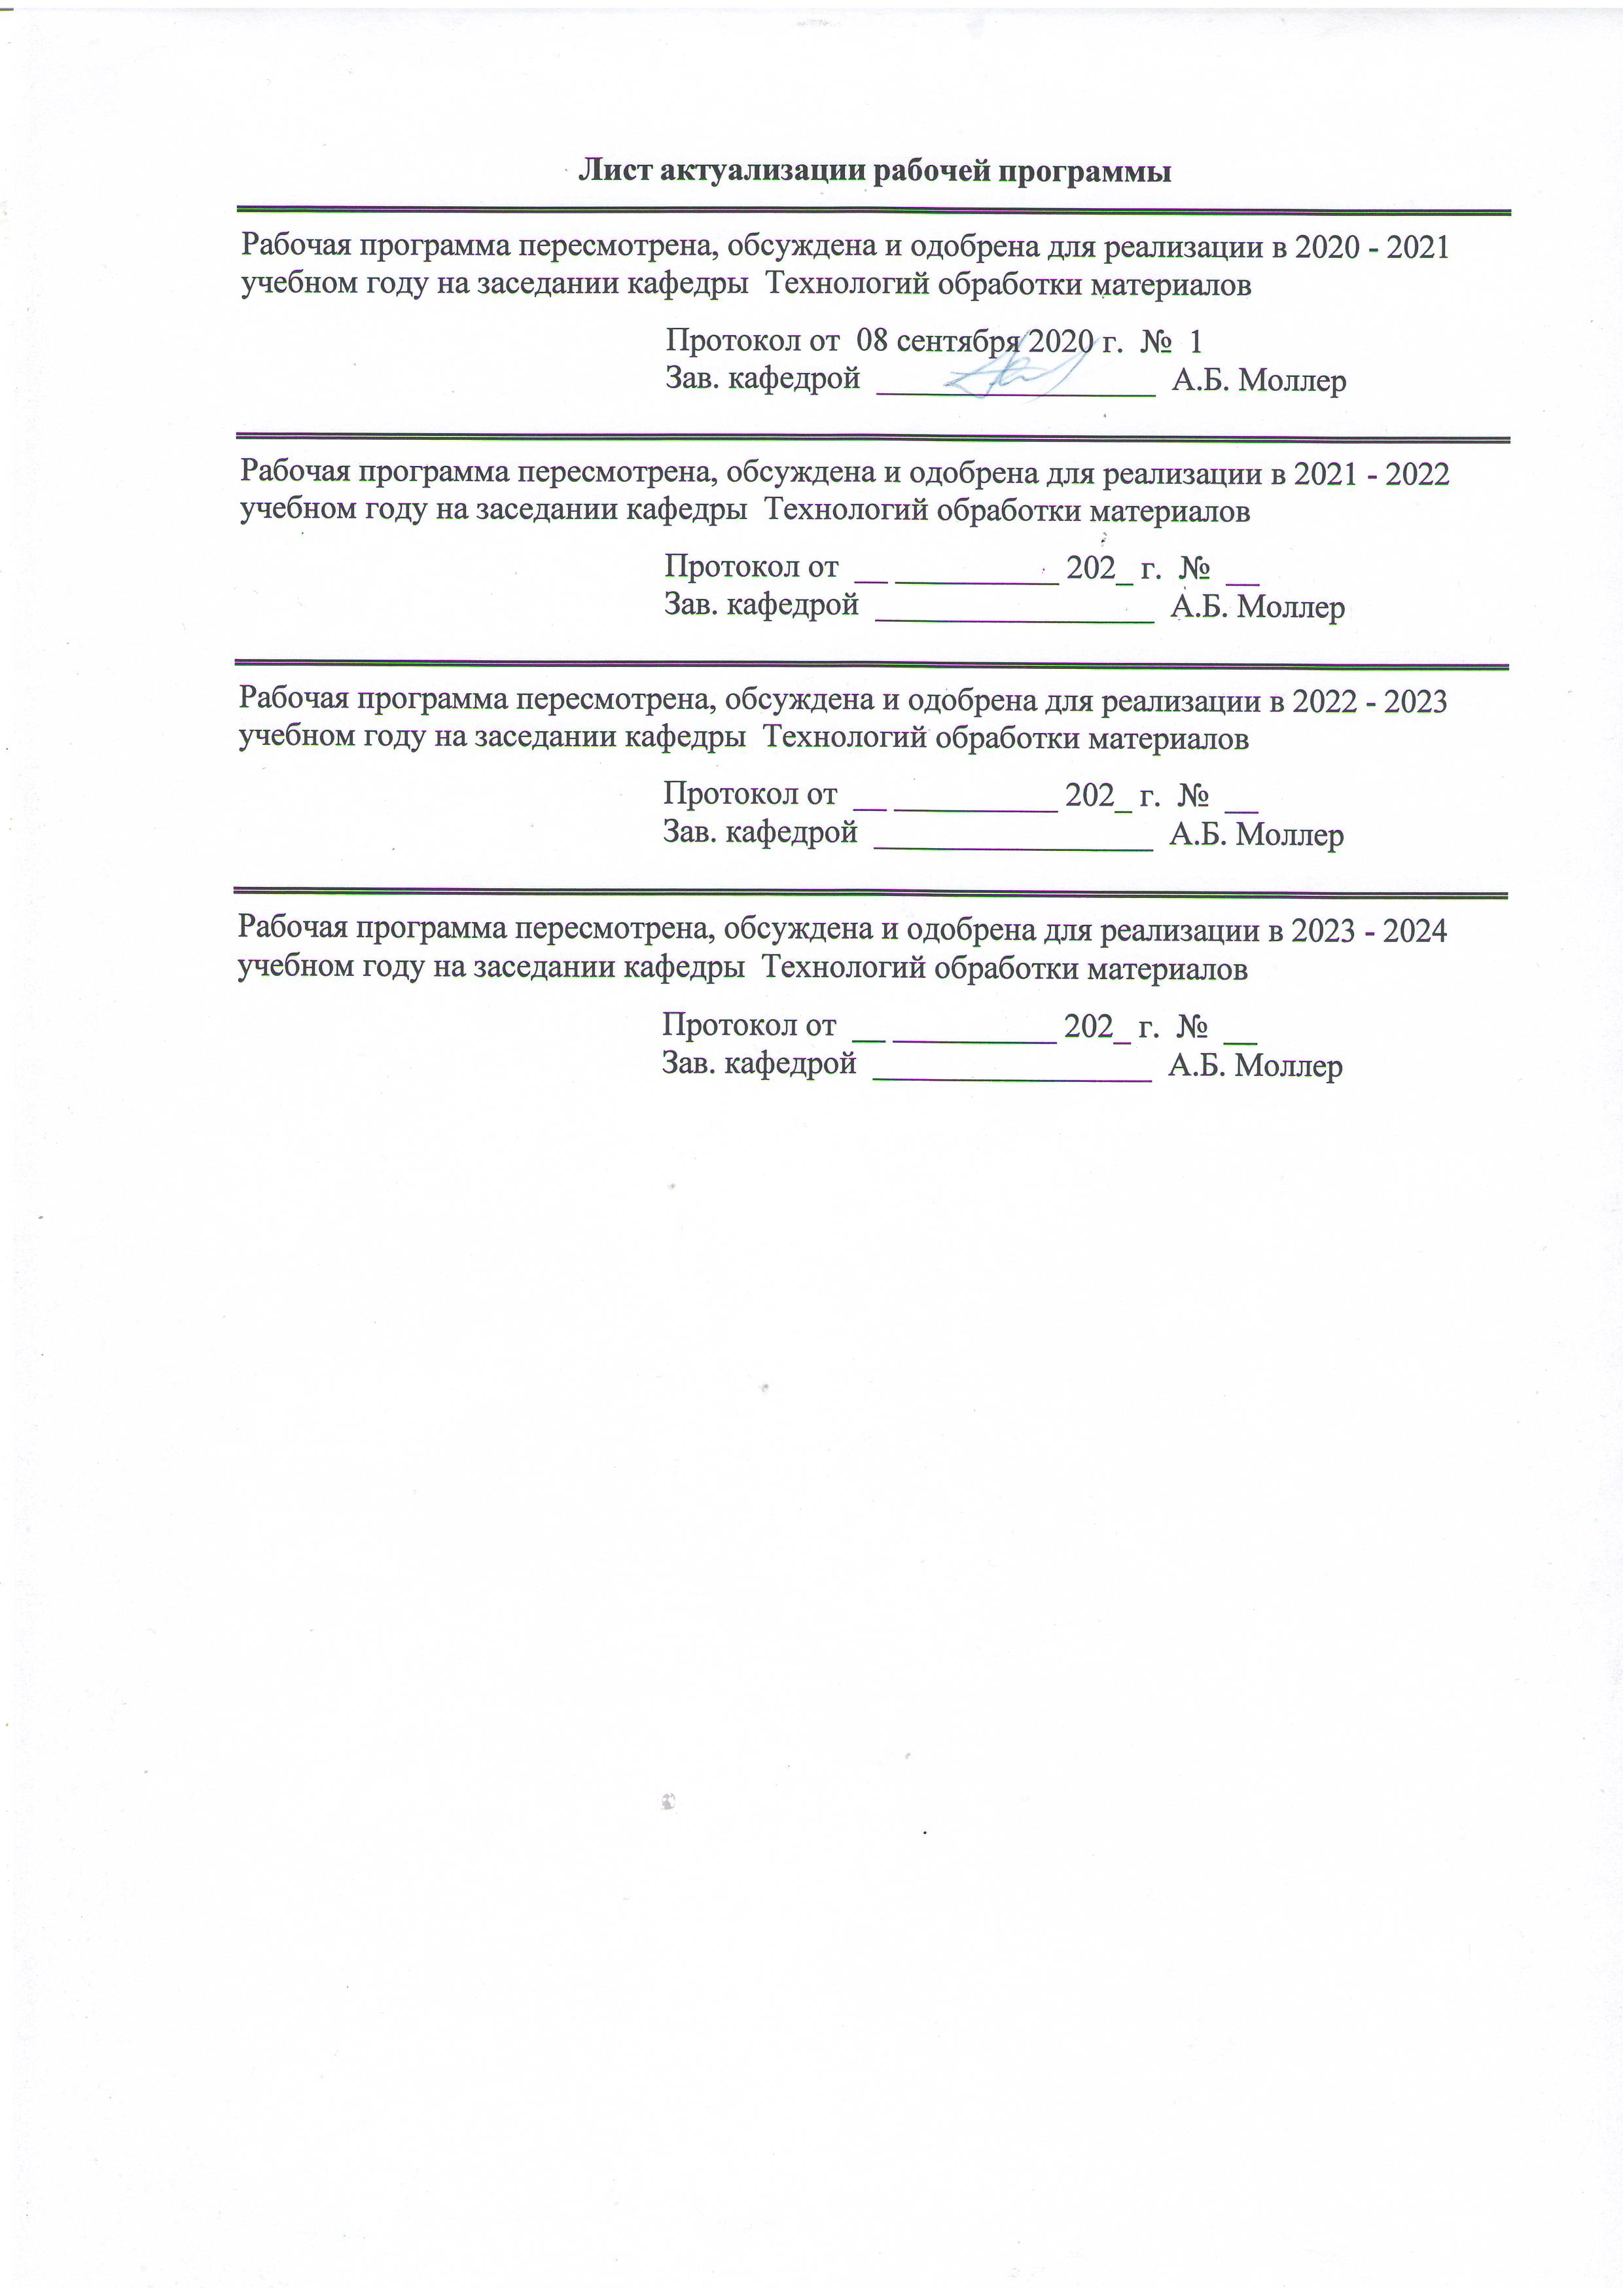 Лист актуализации рабочей программы
Рабочая программа пересмотрена, обсуждена и одобрена для реализации в 2020 - 2021
учебном году на заседании кафедры Технологий обработки материалов
Протокол от 08 сентября 2020 г. № 1
Зав. кафедрой _________________ А.Б. Моллер
Рабочая программа пересмотрена, обсуждена и одобрена для реализации в 2021 - 2022
учебном году на заседании кафедры Технологий обработки материалов
Протокол от __ __________ 202_ г. № __
Зав. кафедрой _________________ А.Б. Моллер
Рабочая программа пересмотрена, обсуждена и одобрена для реализации в 2022 - 2023
учебном году на заседании кафедры Технологий обработки материалов
Протокол от __ __________ 202_ г. № __
Зав. кафедрой _________________ А.Б. Моллер
Рабочая программа пересмотрена, обсуждена и одобрена для реализации в 2023 - 2024
учебном году на заседании кафедры Технологий обработки материалов
Протокол от __ __________ 202_ г. № __
Зав. кафедрой _________________ А.Б. Моллер